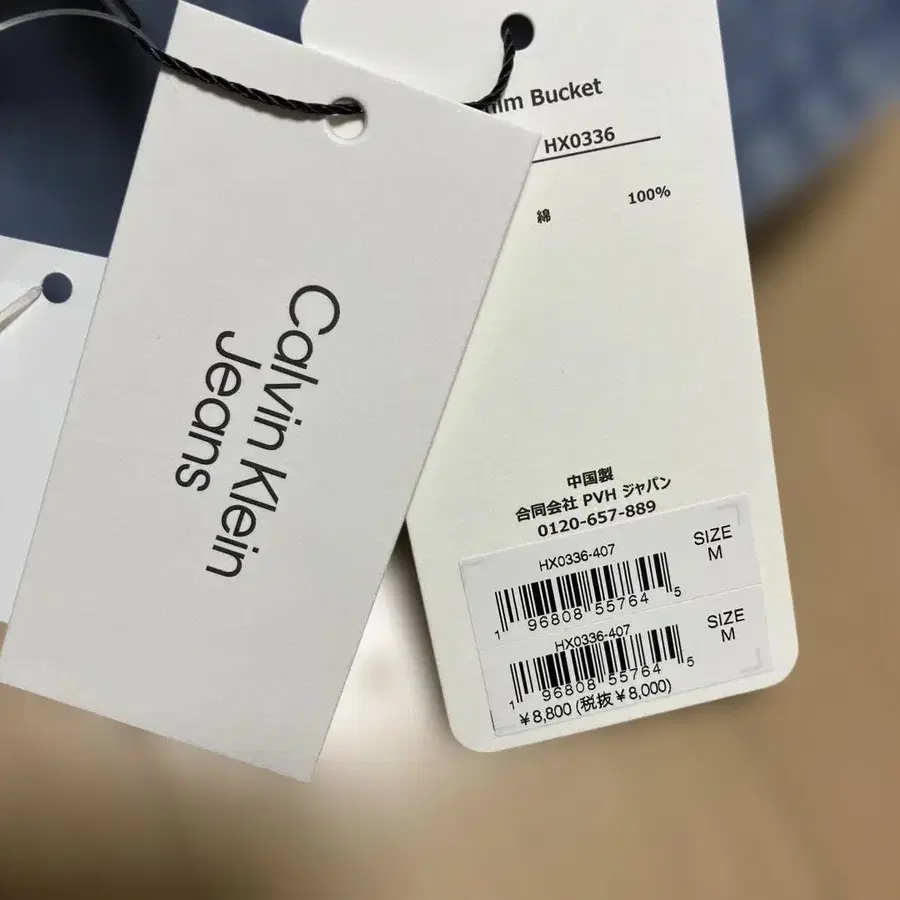 Calvin Klein
Jeans
Bucket
HX0336
綿 100%
中国製
合同会社 PVH ジャパン
0120-657-889
HX0336-407
SIZE
M
1 96808 55764 5
HX0336-407
SIZE
M
1 96808 55764 5
¥8,800 (税抜¥8,000)